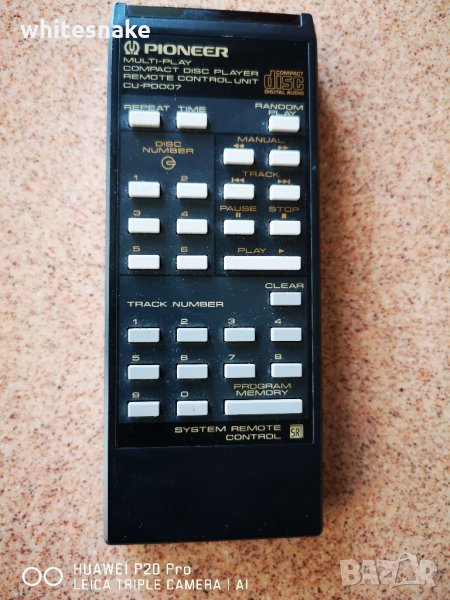 whitesnake
PIONEER
MULTI-PLAY
COMPACT DISC PLAYER
REMOTE CONTROL UNIT
CU-PD007
COMPACT
disc
DIGITAL AUDIO
REPEAT TIME RANDOM
PLAY
DISC
NUMBER
MANUAL
◀◀ ▶▶
TRACK
1 2 |◀◀ ▶▶|
3 4 PAUSE STOP
⏸ ■
5 6 PLAY ▶
CLEAR
TRACK NUMBER
1 2 3 4
5 6 7 8
9 0 PROGRAM
MEMORY
SYSTEM REMOTE
CONTROL SR
HUAWEI P20 Pro
LEICA TRIPLE CAMERA | AI
BAZAR